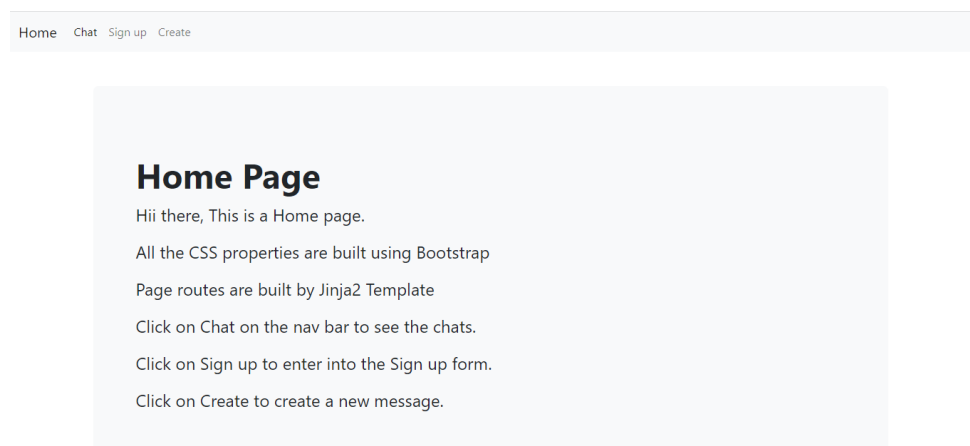 Home Chat Sign up Create
Home Page
Hii there, This is a Home page.
All the CSS properties are built using Bootstrap
Page routes are built by Jinja2 Template
Click on Chat on the nav bar to see the chats.
Click on Sign up to enter into the Sign up form.
Click on Create to create a new message.